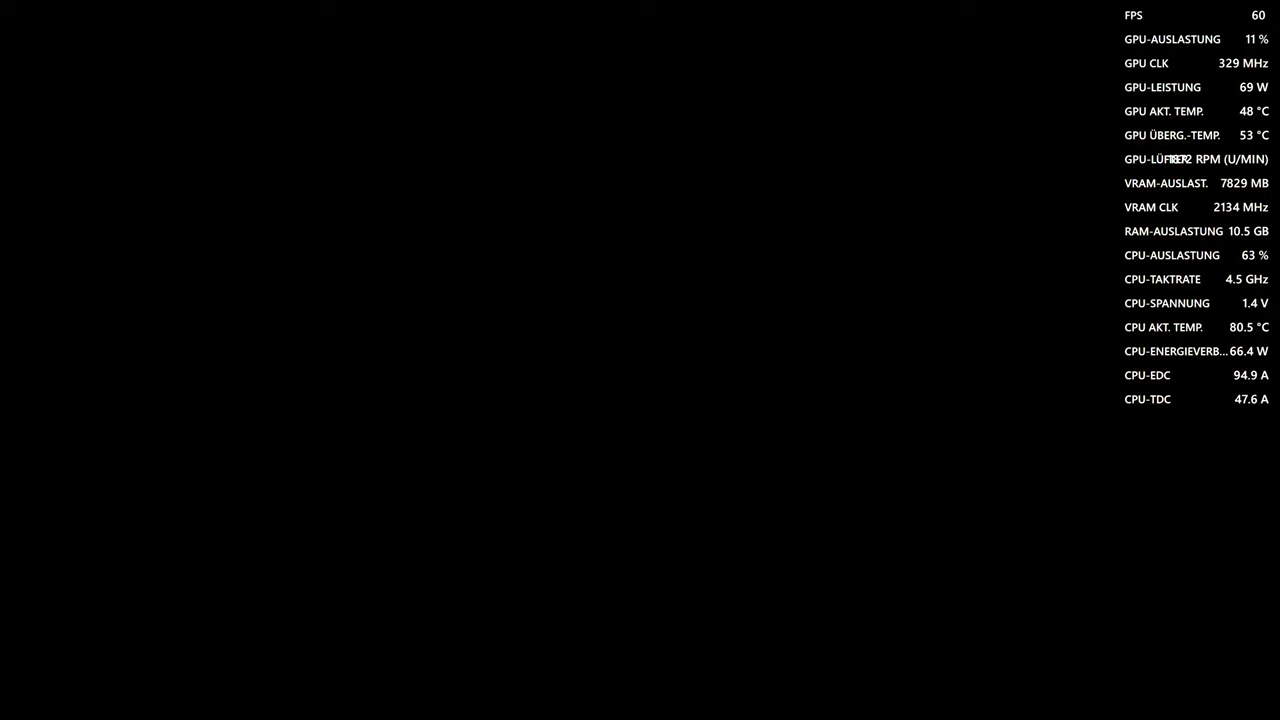 FPS 60
GPU-AUSLASTUNG 11 %
GPU CLK 329 MHz
GPU-LEISTUNG 69 W
GPU AKT. TEMP. 48 °C
GPU ÜBERG.-TEMP. 53 °C
RPM (U/MIN)
VRAM-AUSLAST. 7829 MB
VRAM CLK 2134 MHz
RAM-AUSLASTUNG 10.5 GB
CPU-AUSLASTUNG 63 %
CPU-TAKTRATE 4.5 GHz
CPU-SPANNUNG 1.4 V
CPU AKT. TEMP. 80.5 °C
CPU-ENERGIEVERB... 66.4 W
CPU-EDC 94.9 A
CPU-TDC 47.6 A